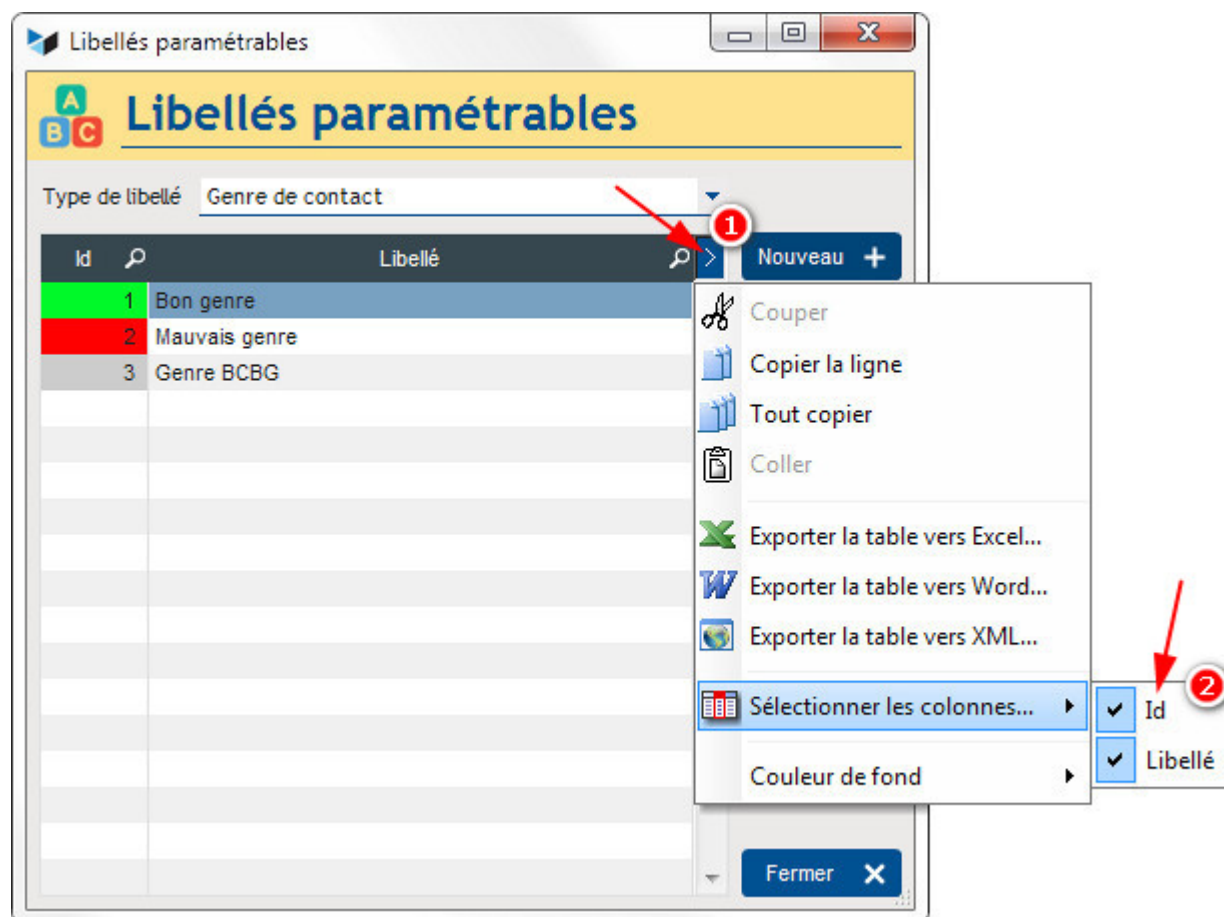 Libellés paramétrables
A
B C
Libellés paramétrables
Type de libellé Genre de contact
1
Id Libellé > Nouveau +
1 Bon genre
2 Mauvais genre
3 Genre BCBG
Couper
Copier la ligne
Tout copier
Coller
Exporter la table vers Excel...
Exporter la table vers Word...
Exporter la table vers XML...
Sélectionner les colonnes...
2
Id
Libellé
Couleur de fond
Fermer X